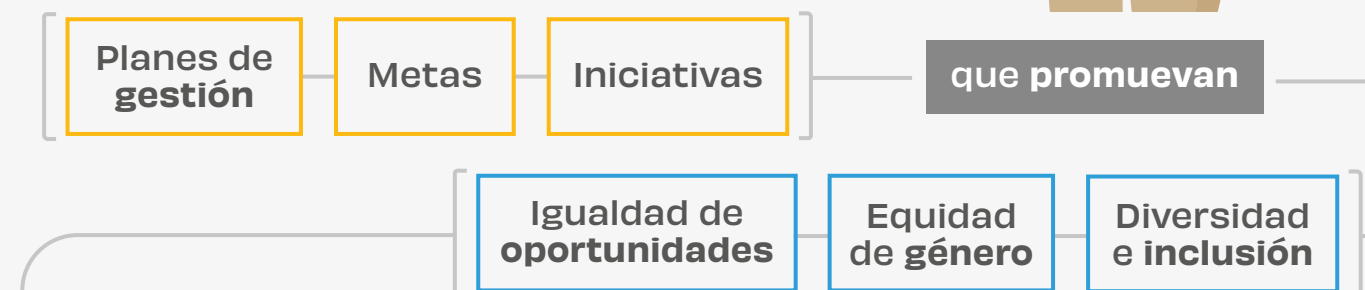 Planes de
gestión
Metas
Iniciativas
que promuevan
Igualdad de
oportunidades
Equidad
de género
Diversidad
e inclusión